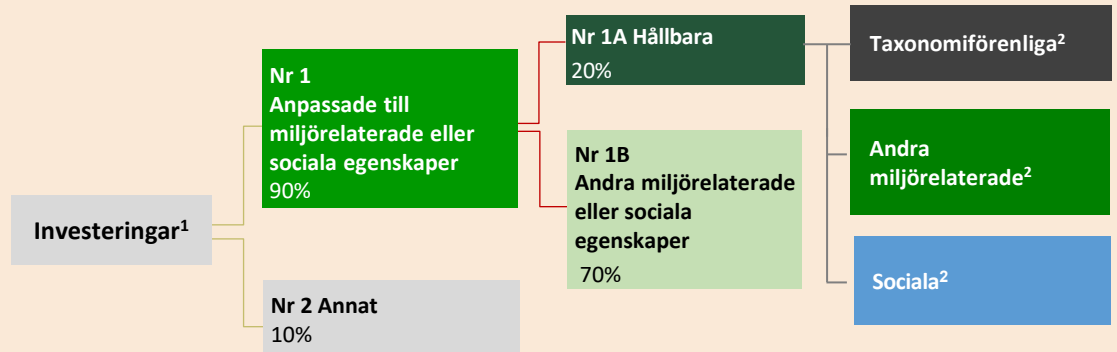 Investeringar¹
Nr 1
Anpassade till
miljörelaterade eller
sociala egenskaper
90%
Nr 2 Annat
10%
Nr 1A Hållbara
20%
Nr 1B
Andra miljörelaterade
eller sociala
egenskaper
70%
Taxonomiförenliga²
Andra
miljörelaterade²
Sociala²